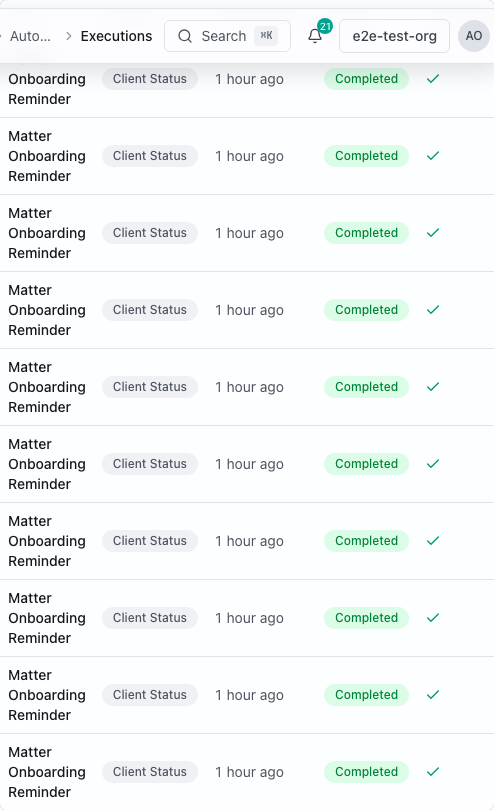 Auto... > Executions Search ⌘K 21 e2e-test-org AO
Onboarding Client Status 1 hour ago Completed
Reminder
Matter
Onboarding Client Status 1 hour ago Completed
Reminder
Matter
Onboarding Client Status 1 hour ago Completed
Reminder
Matter
Onboarding Client Status 1 hour ago Completed
Reminder
Matter
Onboarding Client Status 1 hour ago Completed
Reminder
Matter
Onboarding Client Status 1 hour ago Completed
Reminder
Matter
Onboarding Client Status 1 hour ago Completed
Reminder
Matter
Onboarding Client Status 1 hour ago Completed
Reminder
Matter
Onboarding Client Status 1 hour ago Completed
Reminder
Matter
Onboarding Client Status 1 hour ago Completed
Reminder